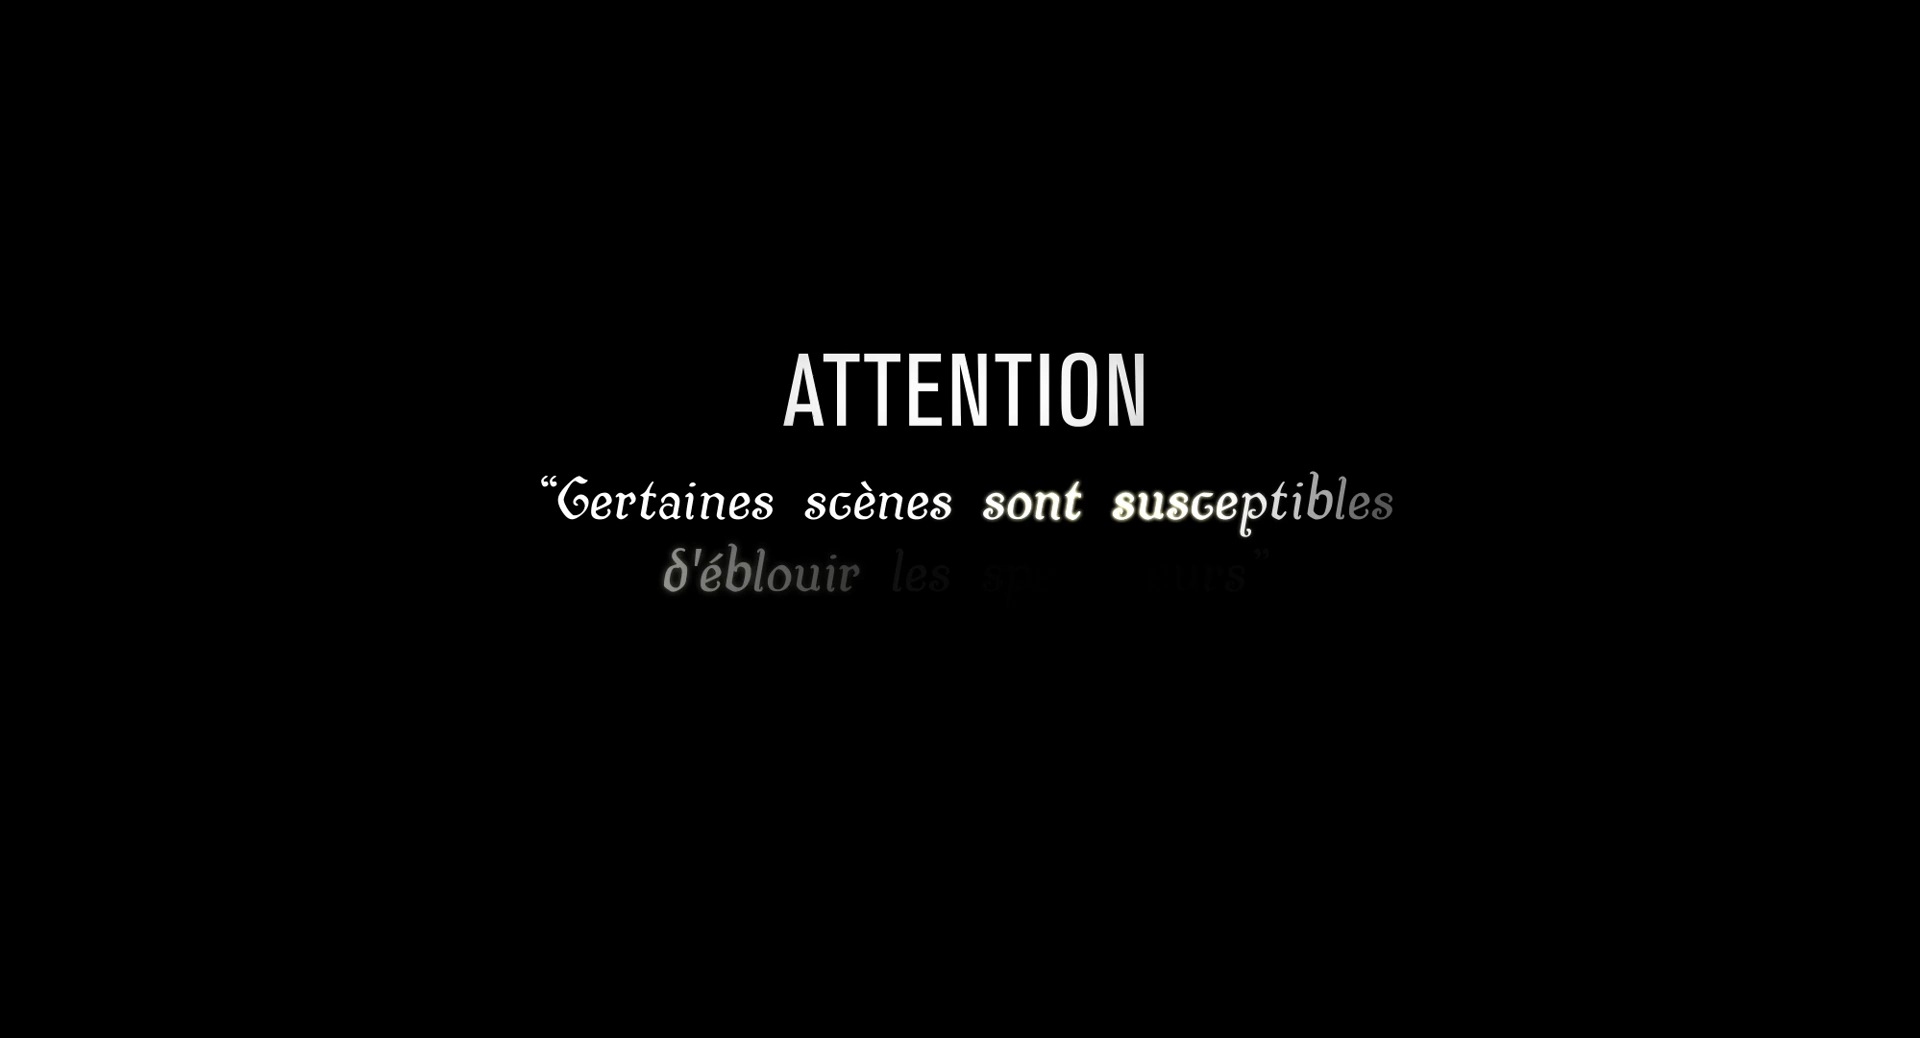 ATTENTION
“Certaines scènes sont susceptibles
d'éblouir les